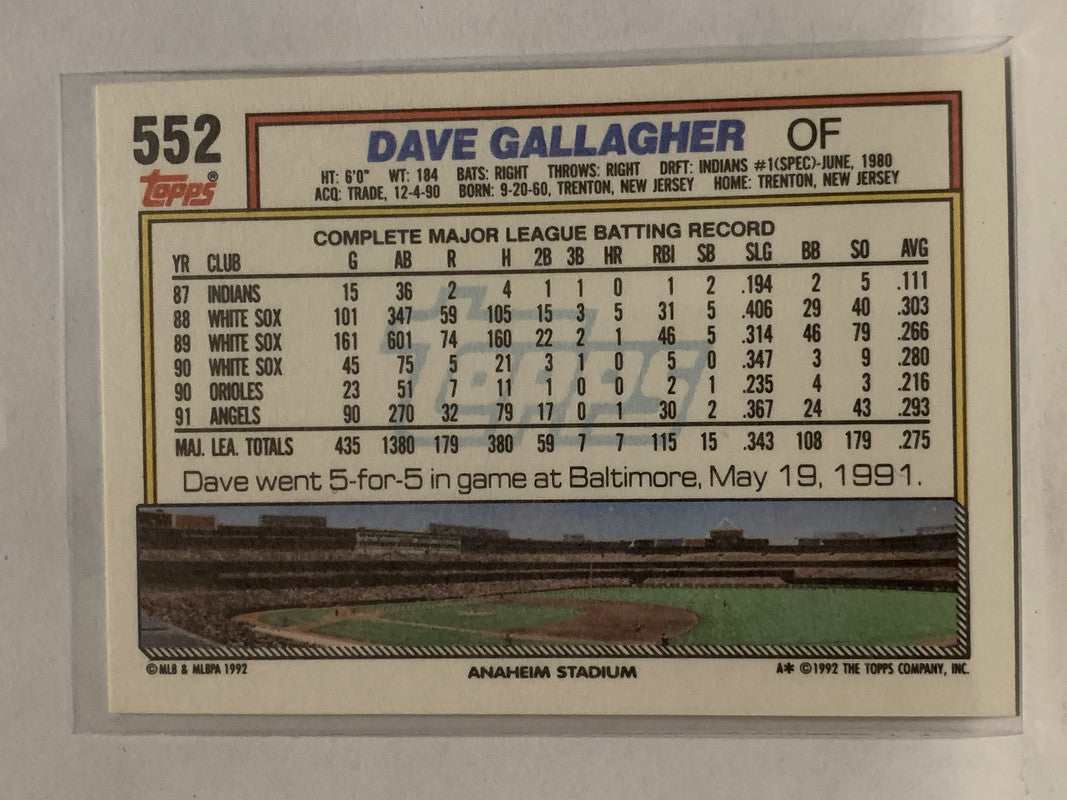 552
DAVE GALLAGHER OF
topps®
HT: 6'0" WT: 184 BATS: RIGHT THROWS: RIGHT DRFT: INDIANS #1(SPEC)-JUNE, 1980
ACQ: TRADE, 12-4-90 BORN: 9-20-60, TRENTON, NEW JERSEY HOME: TRENTON, NEW JERSEY
COMPLETE MAJOR LEAGUE BATTING RECORD
YR CLUB G AB R H 2B 3B HR RBI SB SLG BB SO AVG
87 INDIANS 15 36 2 4 1 1 0 1 2 .194 2 5 .111
88 WHITE SOX 101 347 59 105 15 3 5 31 5 .406 29 40 .303
89 WHITE SOX 161 601 74 160 22 2 1 46 5 .314 46 79 .266
90 WHITE SOX 45 75 5 21 3 1 0 5 0 .347 3 9 .280
90 ORIOLES 23 51 7 11 1 0 0 2 1 .235 4 3 .216
91 ANGELS 90 270 32 79 17 0 1 30 2 .367 24 43 .293
MAJ. LEA. TOTALS 435 1380 179 380 59 7 7 115 15 .343 108 179 .275
Topps
Dave went 5-for-5 in game at Baltimore, May 19, 1991.
©MLB & MLBPA 1992 ANAHEIM STADIUM A* ©1992 THE TOPPS COMPANY, INC.